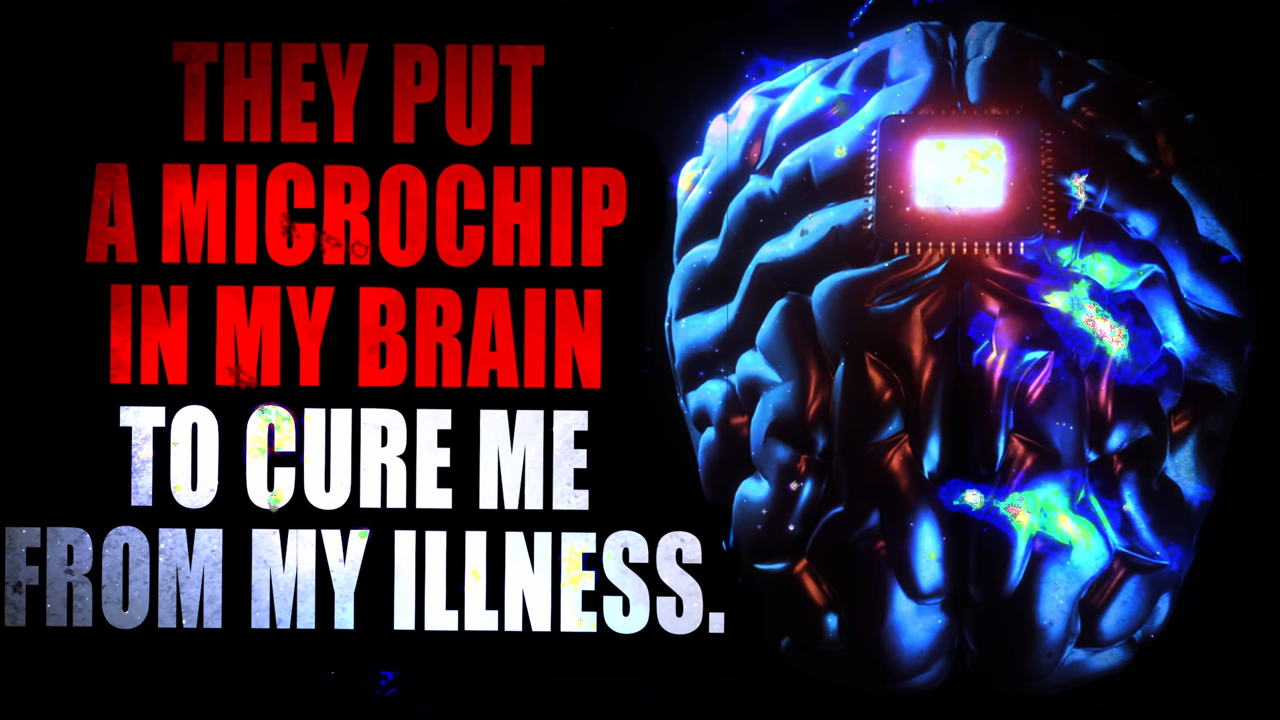 THEY PUT
A MICROCHIP
IN MY BRAIN
TO CURE ME
FROM MY ILLNESS.